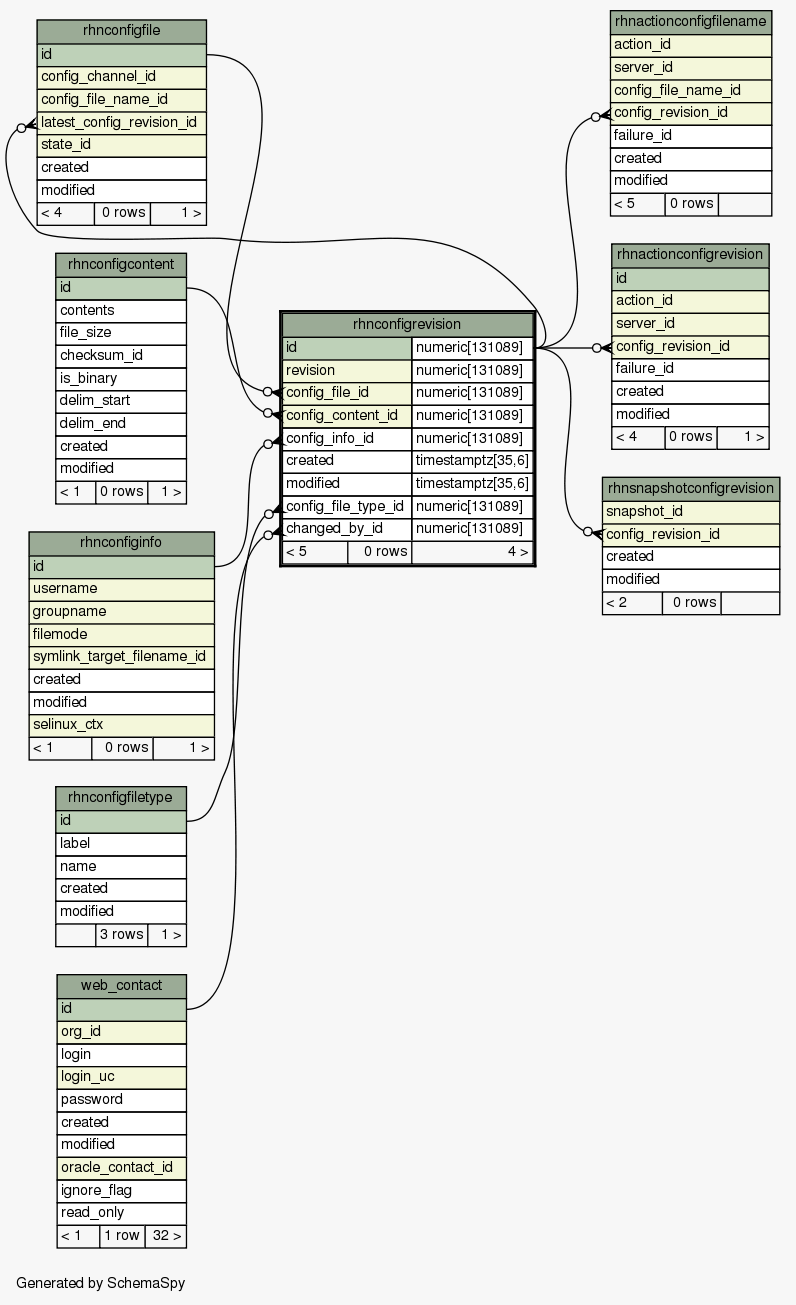 rhnconfigfile
id
config_channel_id
config_file_name_id
latest_config_revision_id
state_id
created
modified
< 4 0 rows 1 >
rhnconfigcontent
id
contents
file_size
checksum_id
is_binary
delim_start
delim_end
created
modified
< 1 0 rows 1 >
rhnconfiginfo
id
username
groupname
filemode
symlink_target_filename_id
created
modified
selinux_ctx
< 1 0 rows 1 >
rhnconfigfiletype
id
label
name
created
modified
3 rows 1 >
web_contact
id
org_id
login
login_uc
password
created
modified
oracle_contact_id
ignore_flag
read_only
< 1 1 row 32 >
rhnconfigrevision
id numeric[131089]
revision numeric[131089]
config_file_id numeric[131089]
config_content_id numeric[131089]
config_info_id numeric[131089]
created timestamptz[35,6]
modified timestamptz[35,6]
config_file_type_id numeric[131089]
changed_by_id numeric[131089]
< 5 0 rows 4 >
rhnactionconfigfilename
action_id
server_id
config_file_name_id
config_revision_id
failure_id
created
modified
< 5 0 rows
rhnactionconfigrevision
id
action_id
server_id
config_revision_id
failure_id
created
modified
< 4 0 rows 1 >
rhnsnapshotconfigrevision
snapshot_id
config_revision_id
created
modified
< 2 0 rows
Generated by SchemaSpy